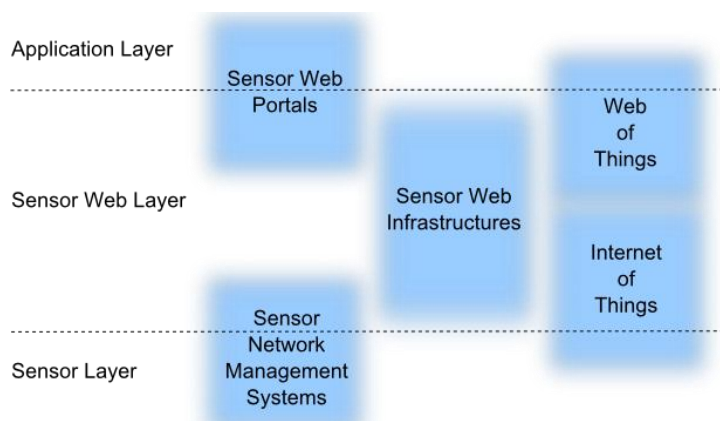 Application Layer
Sensor Web
Portals
Web
of
Things
Sensor Web Layer
Sensor Web
Infrastructures
Internet
of
Things
Sensor
Network
Management
Systems
Sensor Layer